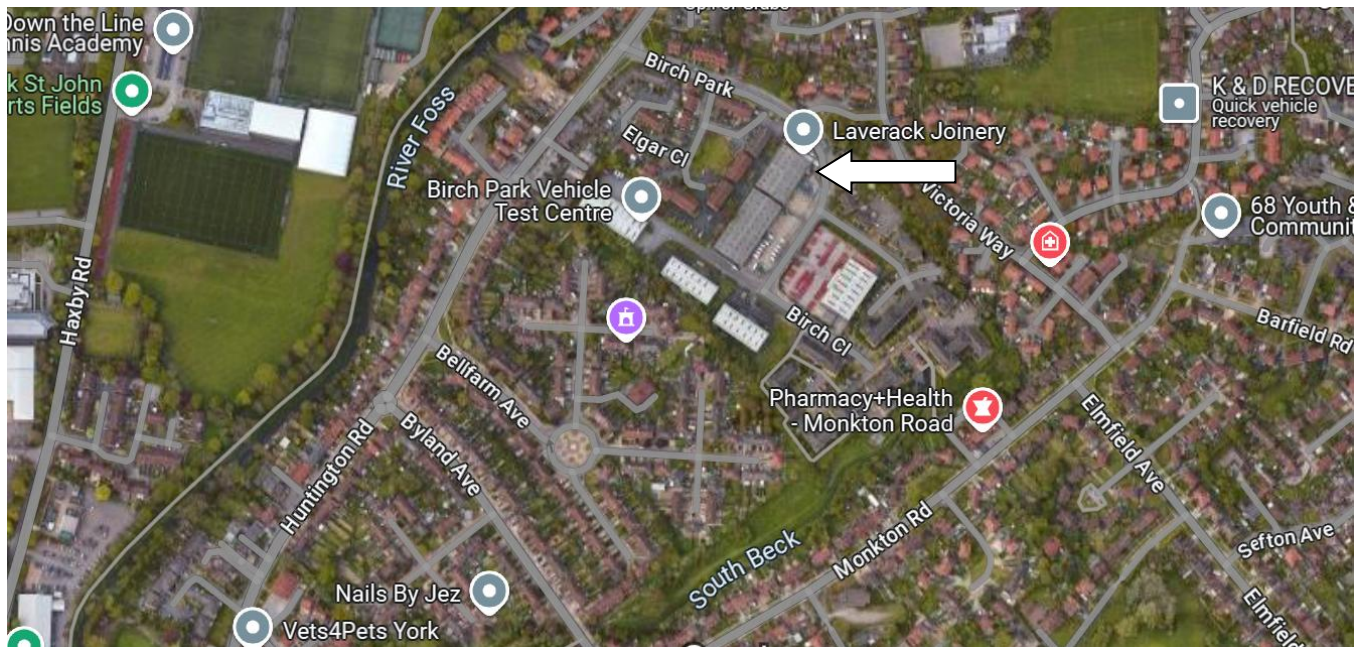 Down the Line
nnis Academy
k St John
rts Fields
River Foss
Birch Park
Elgar Cl
Laverack Joinery
K & D RECOVE
Quick vehicle
recovery
Birch Park Vehicle
Test Centre
Victoria Way
68 Youth &
Communit
Haxby Rd
Birch Cl
Barfield Rd
Bellfarm Ave
Pharmacy+Health
- Monkton Road
Byland Ave
Huntington Rd
Elmfield Ave
Monkton Rd
Sefton Ave
South Beck
Nails By Jez
Vets4Pets York
Elmfield